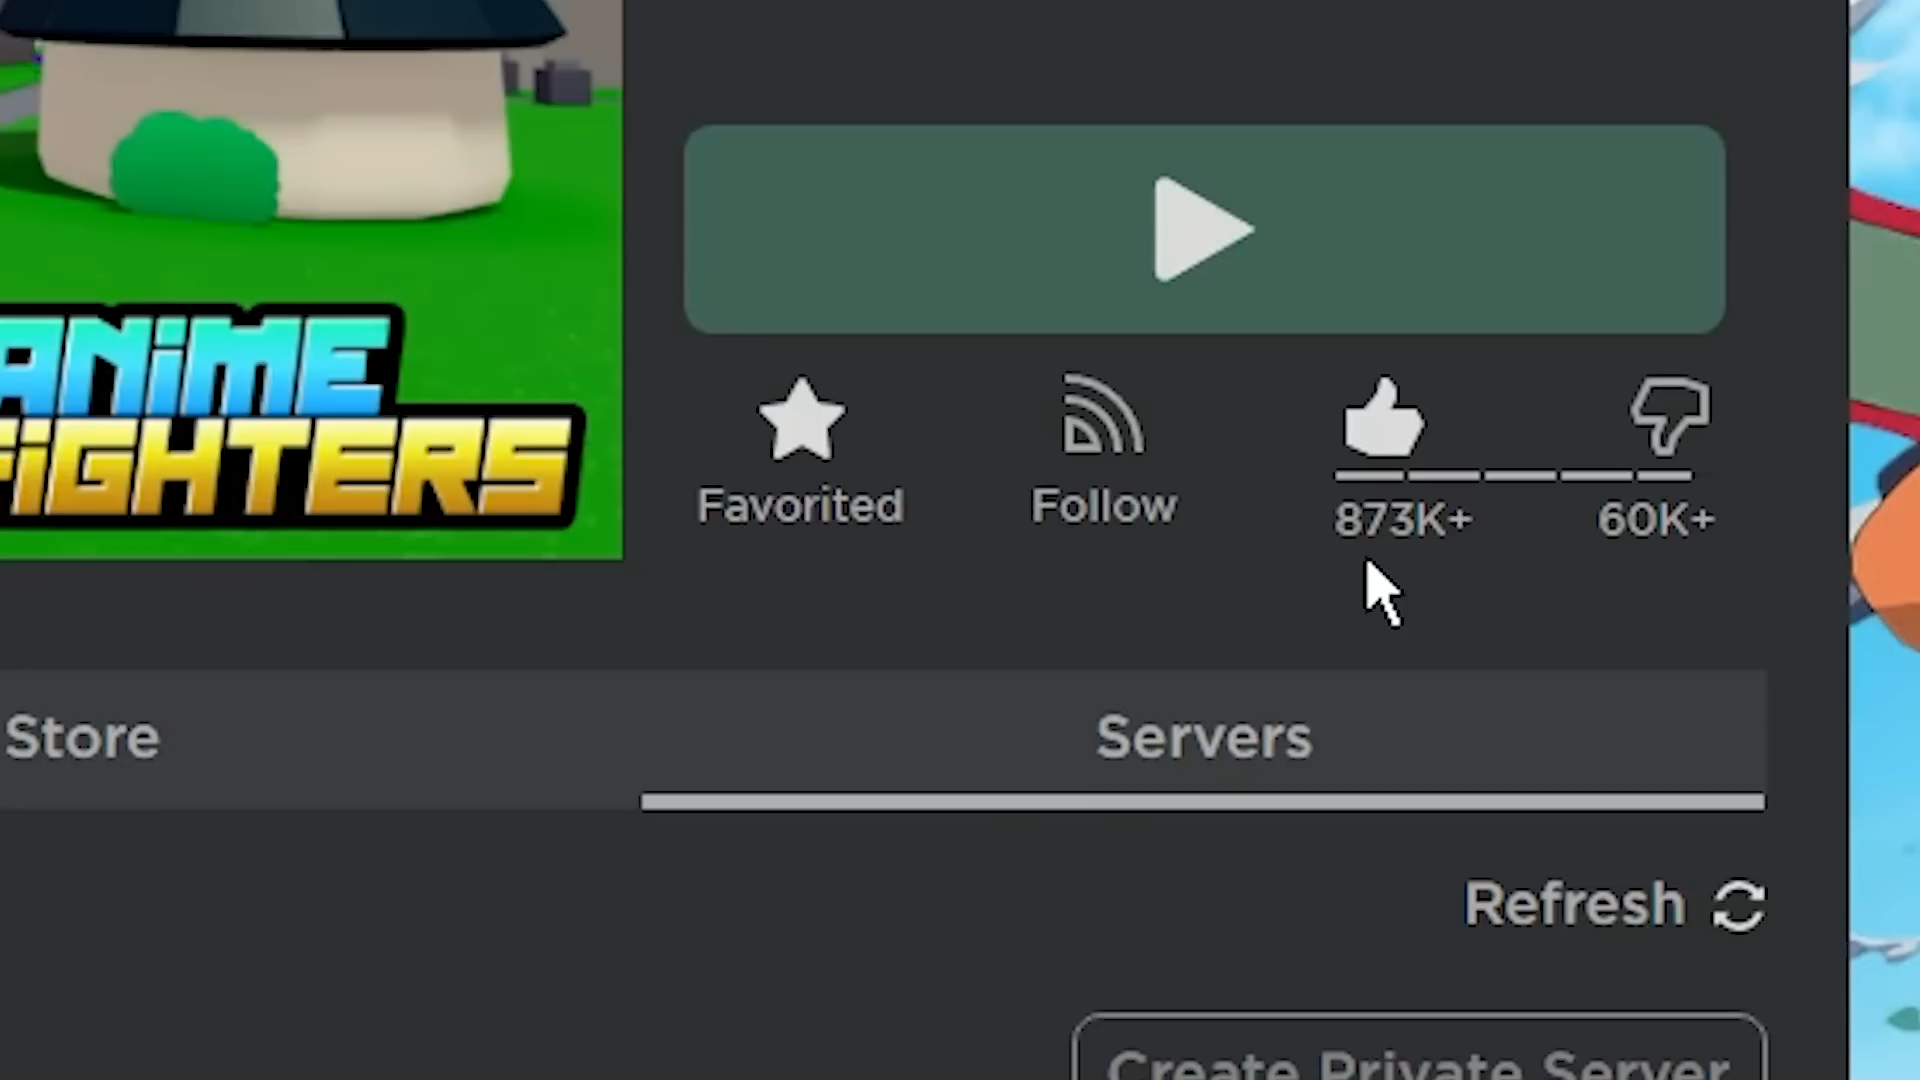 ANIME
FIGHTERS
Favorited
Follow
873K+
60K+
Store
Servers
Refresh
Create Private Server